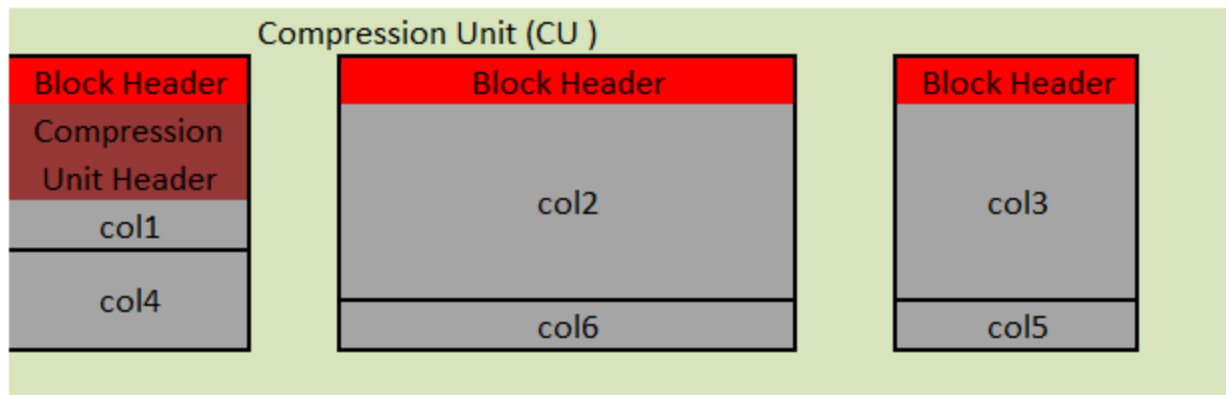 Compression Unit (CU )
Block Header
Compression
Unit Header
col1
col4
Block Header
col2
col6
Block Header
col3
col5